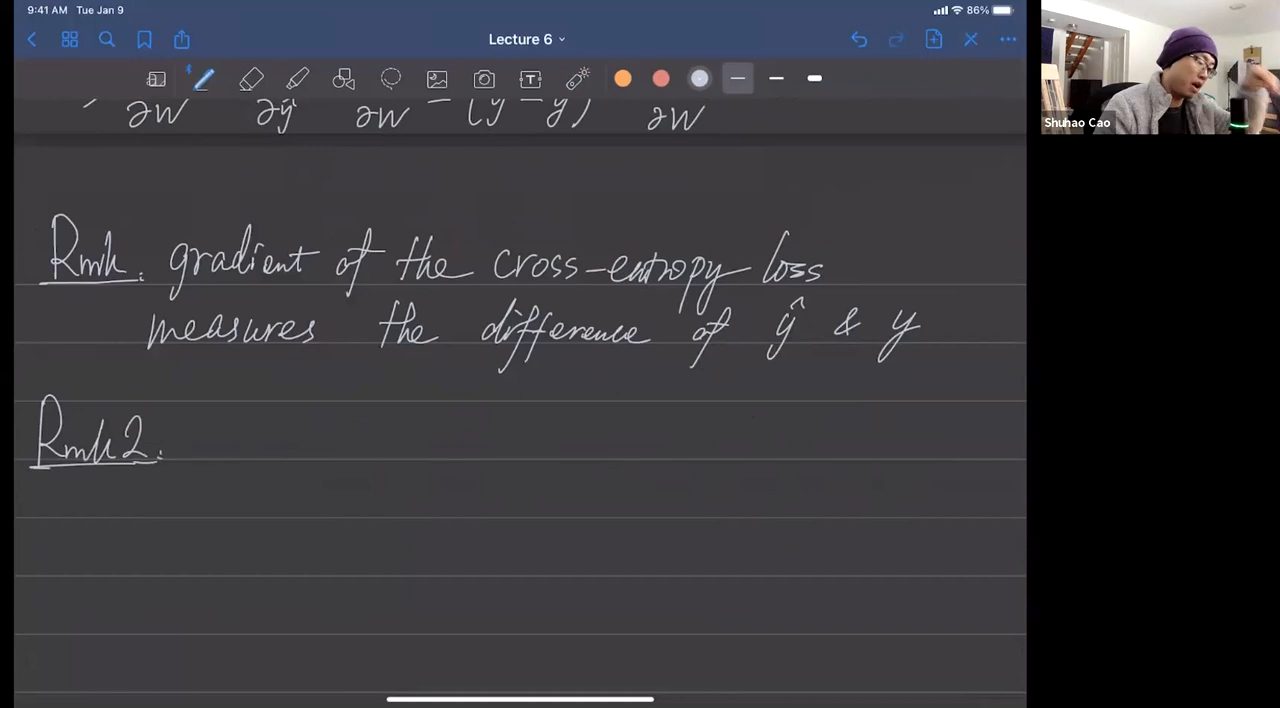 9:41 AM Tue Jan 9
86%
Lecture 6
∂W ∂ŷ ∂W = (ŷ − y) ∂W
Shuhao Cao
Rmk. gradient of the cross-entropy loss
measures the difference of ŷ & y
Rmk2.